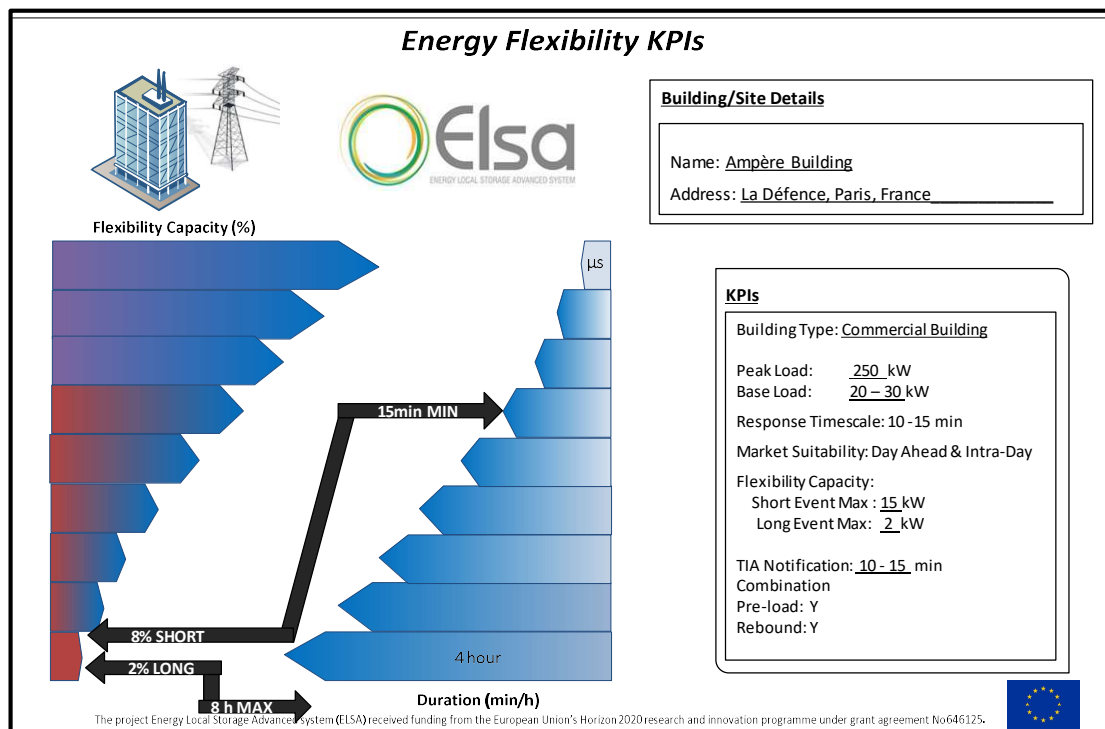 Energy Flexibility KPIs
Elsa
ENERGY LOCAL STORAGE ADVANCED SYSTEM
Building/Site Details
Name: Ampère Building
Address: La Défence, Paris, France
Flexibility Capacity (%)
µs
15min MIN
8% SHORT
2% LONG
8 h MAX
4 hour
Duration (min/h)
KPIs
Building Type: Commercial Building
Peak Load: 250 kW
Base Load: 20 – 30 kW
Response Timescale: 10 -15 min
Market Suitability: Day Ahead & Intra-Day
Flexibility Capacity:
Short Event Max : 15 kW
Long Event Max: 2 kW
TIA Notification: 10 - 15 min
Combination
Pre-load: Y
Rebound: Y
The project Energy Local Storage Advanced system (ELSA) received funding from the European Union's Horizon 2020 research and innovation programme under grant agreement No 646125.